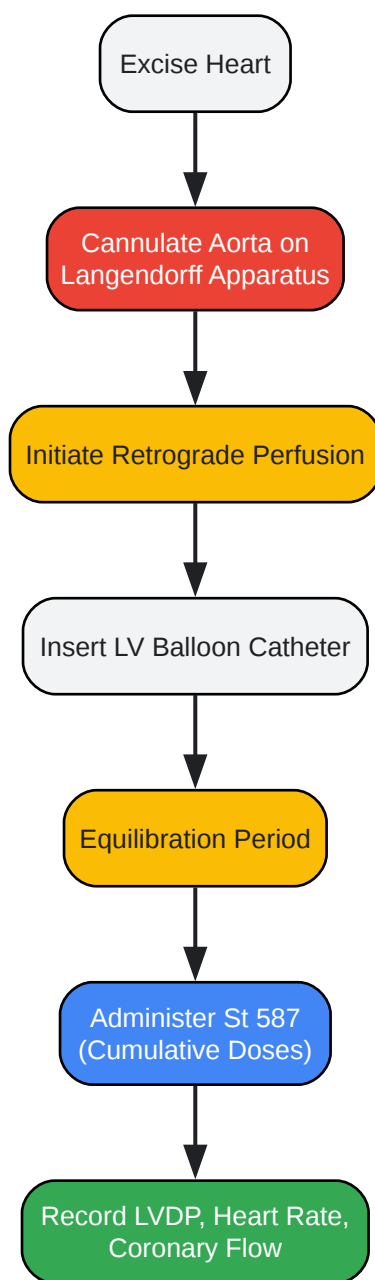 Excise Heart
Cannulate Aorta on
Langendorff Apparatus
Initiate Retrograde Perfusion
Insert LV Balloon Catheter
Equilibration Period
Administer St 587
(Cumulative Doses)
Record LVDP, Heart Rate,
Coronary Flow